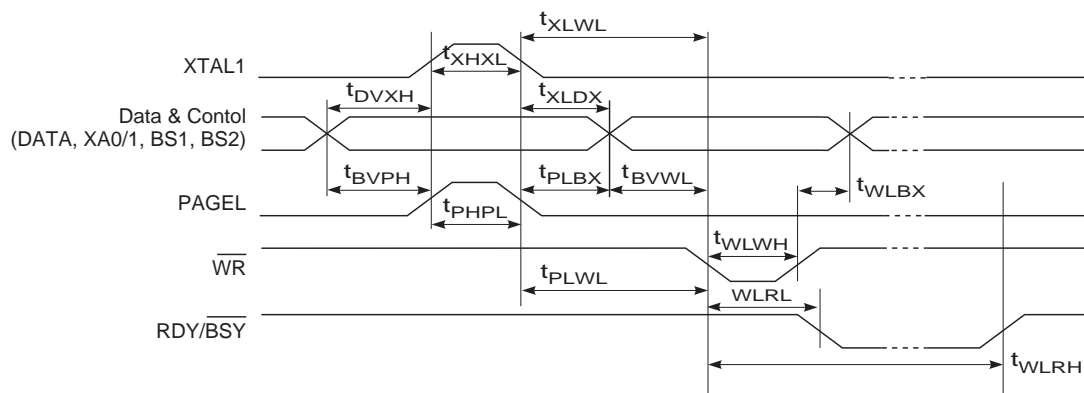 tXLWL
XTAL1
tXHXL
tDVXH
tXLDX
Data & Contol
(DATA, XA0/1, BS1, BS2)
tBVPH
tPLBX
tBVWL
tWLBX
PAGEL
tPHPL
tWLWH
WR
tPLWL
WLRL
RDY/BSY
tWLRH